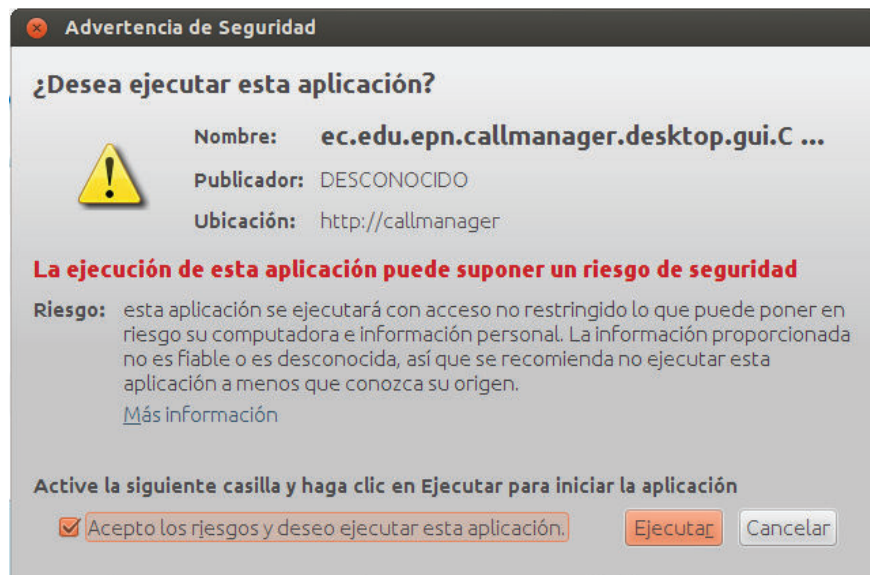 Advertencia de Seguridad
¿Desea ejecutar esta aplicación?
Nombre: ec.edu.epn.callmanager.desktop.gui.C ...
Publicador: DESCONOCIDO
Ubicación: http://callmanager
La ejecución de esta aplicación puede suponer un riesgo de seguridad
Riesgo: esta aplicación se ejecutará con acceso no restringido lo que puede poner en
riesgo su computadora e información personal. La información proporcionada
no es fiable o es desconocida, así que se recomienda no ejecutar esta
aplicación a menos que conozca su origen.
Más información
Active la siguiente casilla y haga clic en Ejecutar para iniciar la aplicación
Acepto los riesgos y deseo ejecutar esta aplicación. Ejecutar Cancelar